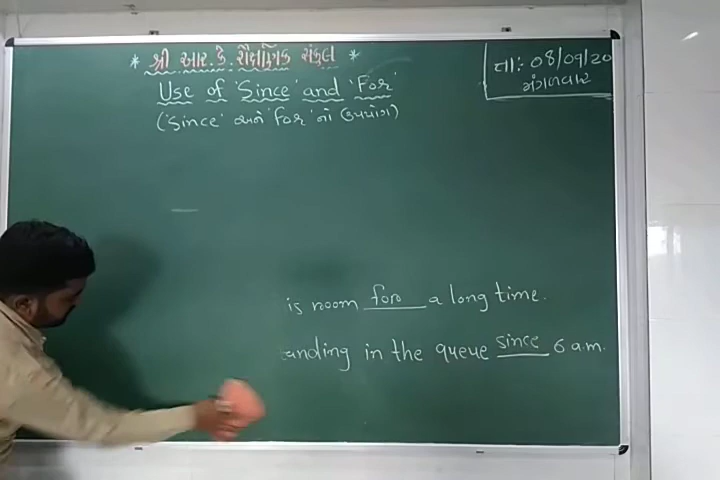 * શ્રી આર.કે. શૈક્ષણિક સંકુલ *
તા:- 08/09/20
મંગળવાર
Use of 'Since' and 'For'
('Since' અને 'for' નો ઉપયોગ)
is room for a long time.
anding in the queue since 6 a.m.